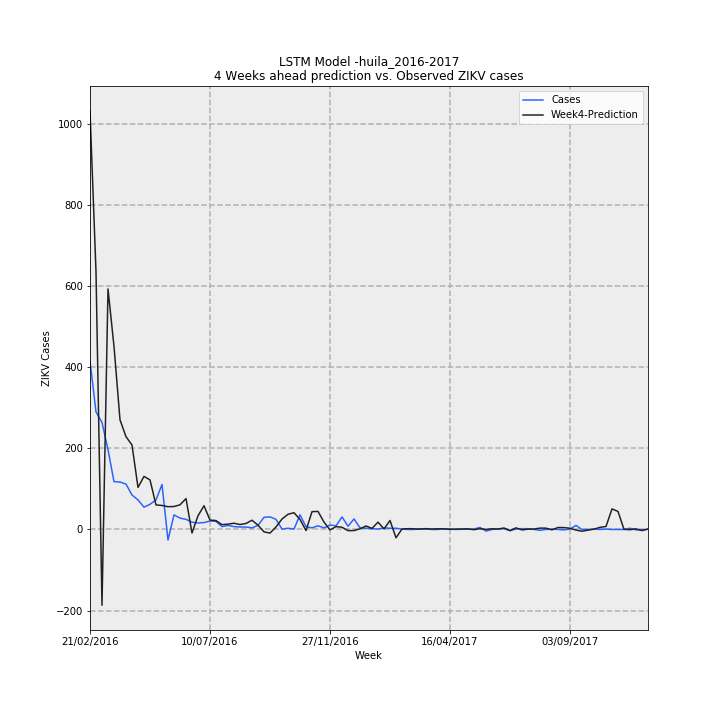 LSTM Model -huila_2016-2017
4 Weeks ahead prediction vs. Observed ZIKV cases
Cases
Week4-Prediction
1000
800
600
400
200
0
−200
ZIKV Cases
21/02/2016 10/07/2016 27/11/2016 16/04/2017 03/09/2017
Week